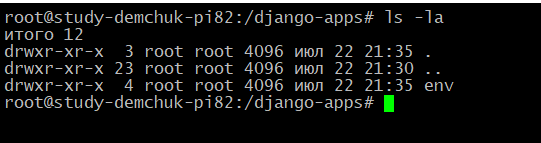 root@study-demchuk-pi82:/django-apps# ls -la
итого 12
drwxr-xr-x  3 root root 4096 июл 22 21:35 .
drwxr-xr-x 23 root root 4096 июл 22 21:30 ..
drwxr-xr-x  4 root root 4096 июл 22 21:35 env
root@study-demchuk-pi82:/django-apps#